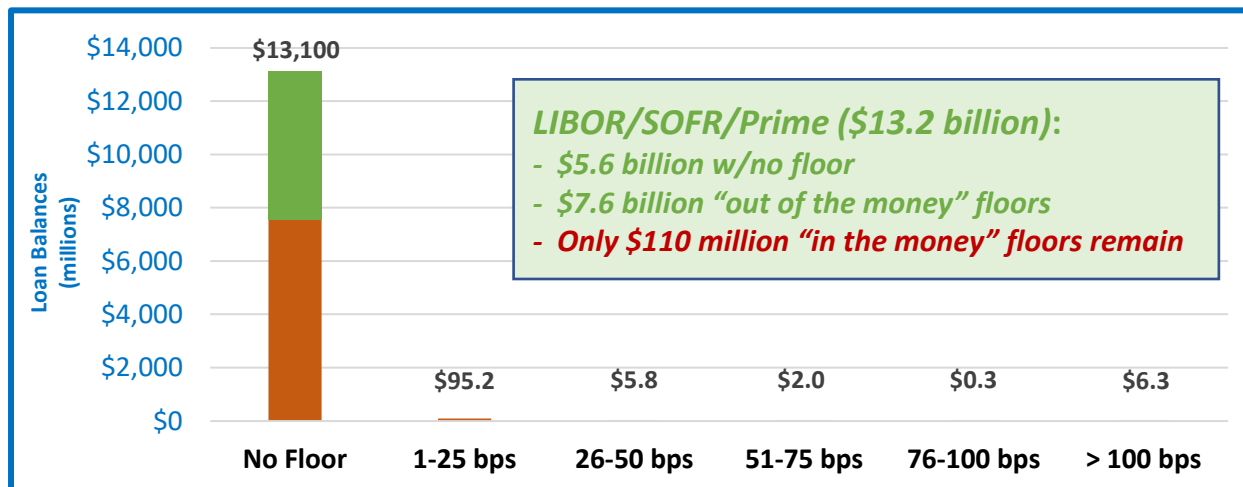 $14,000
$12,000
$10,000
$8,000
$6,000
$4,000
$2,000
$0
Loan Balances
(millions)
$13,100
$95.2
$5.8
$2.0
$0.3
$6.3
LIBOR/SOFR/Prime ($13.2 billion):
- $5.6 billion w/no floor
- $7.6 billion “out of the money” floors
- Only $110 million “in the money” floors remain
No Floor
1-25 bps
26-50 bps
51-75 bps
76-100 bps
> 100 bps